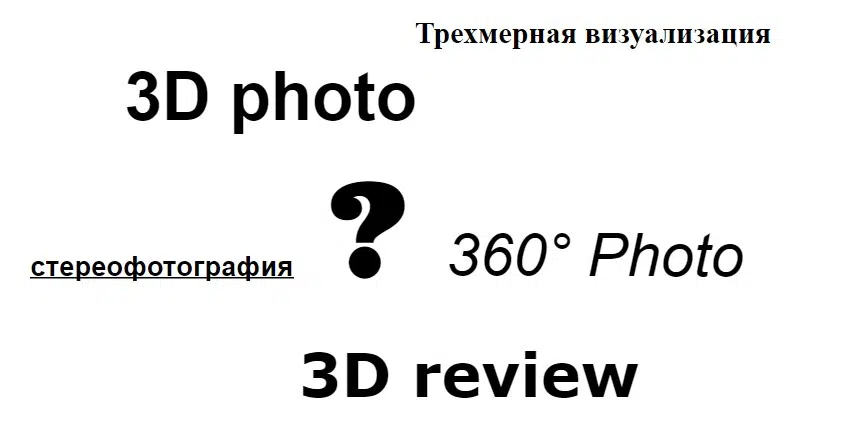 Трехмерная визуализация
3D photo
?
стереофотография
360° Photo
3D review